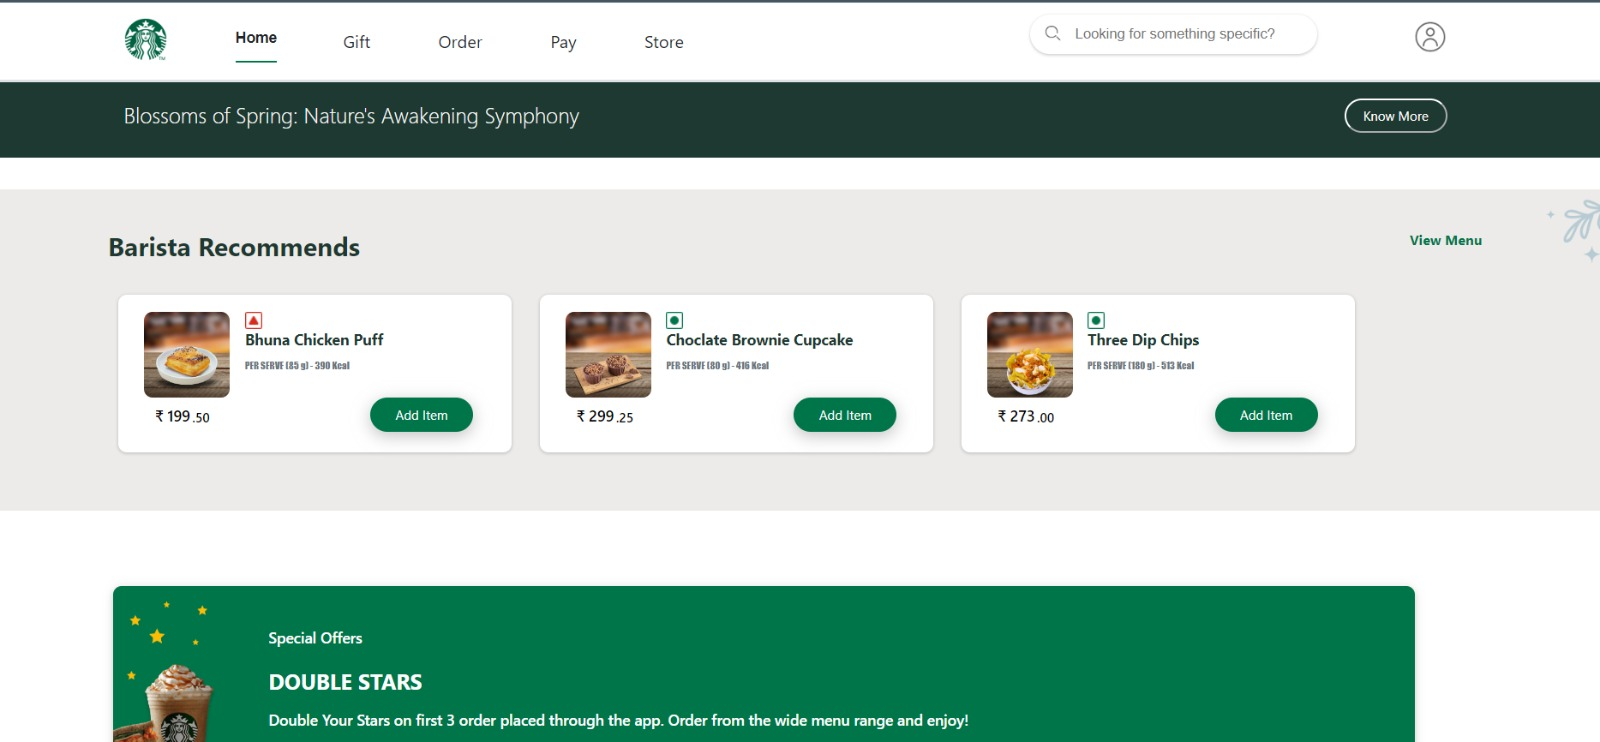 Home
Gift
Order
Pay
Store
Looking for something specific?
Blossoms of Spring: Nature's Awakening Symphony
Know More
Barista Recommends
View Menu
Bhuna Chicken Puff
PER SERVE (85 g) - 390 Kcal
₹ 199.50
Add Item
Choclate Brownie Cupcake
PER SERVE (80 g) - 416 Kcal
₹ 299.25
Add Item
Three Dip Chips
PER SERVE (180 g) - 513 Kcal
₹ 273.00
Add Item
Special Offers
DOUBLE STARS
Double Your Stars on first 3 order placed through the app. Order from the wide menu range and enjoy!